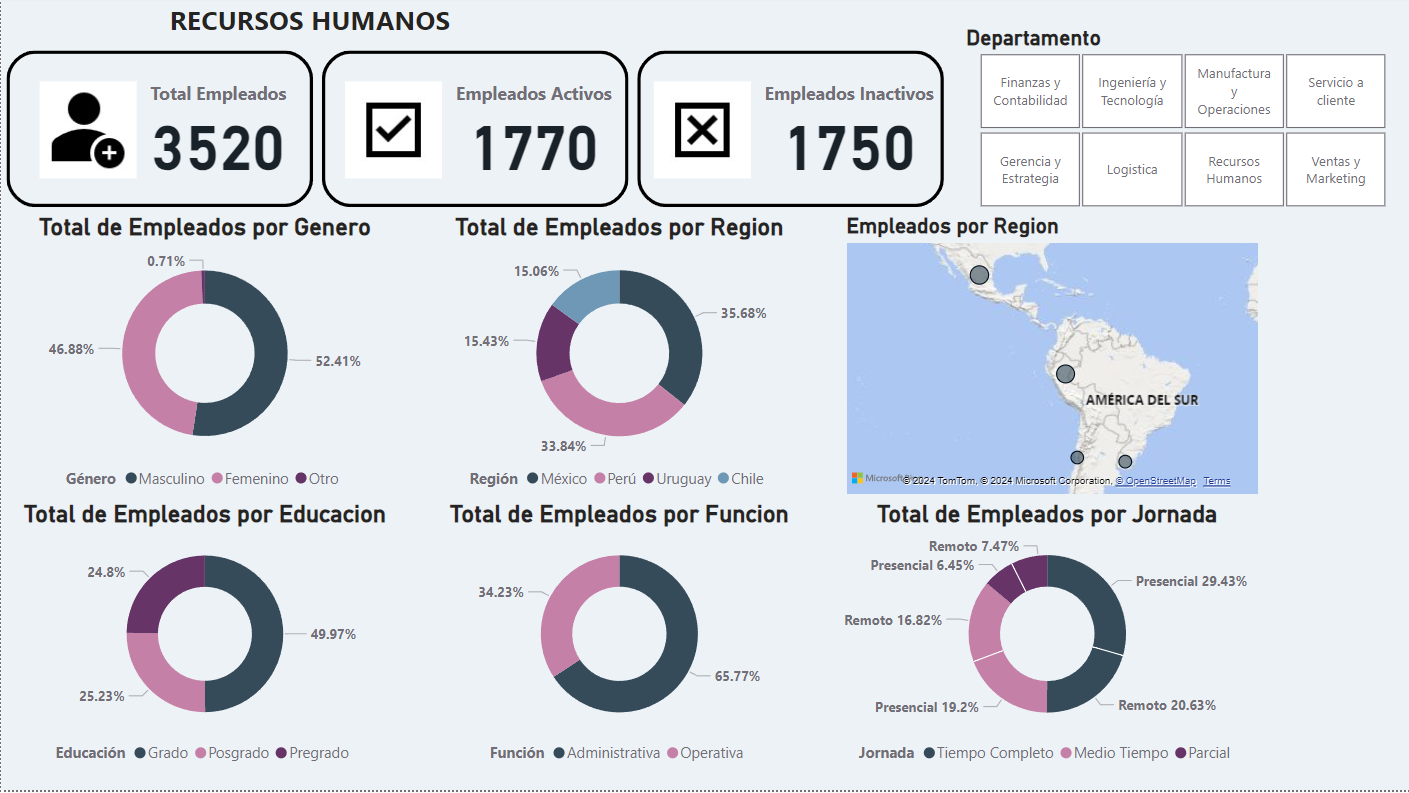 RECURSOS HUMANOS
Total Empleados
3520
Empleados Activos
1770
Empleados Inactivos
1750
Departamento
Finanzas y
Contabilidad
Ingeniería y
Tecnología
Manufactura
y
Operaciones
Servicio a
cliente
Gerencia y
Estrategia
Logistica
Recursos
Humanos
Ventas y
Marketing
Total de Empleados por Genero
0.71%
46.88%
52.41%
Género Masculino Femenino Otro
Total de Empleados por Region
15.06%
35.68%
15.43%
33.84%
Región México Perú Uruguay Chile
Empleados por Region
AMÉRICA DEL SUR
Microsoft
© 2024 TomTom, © 2024 Microsoft Corporation, © OpenStreetMap Terms
Total de Empleados por Educacion
24.8%
49.97%
25.23%
Educación Grado Posgrado Pregrado
Total de Empleados por Funcion
34.23%
65.77%
Función Administrativa Operativa
Total de Empleados por Jornada
Remoto 7.47%
Presencial 6.45%
Presencial 29.43%
Remoto 16.82%
Presencial 19.2%
Remoto 20.63%
Jornada Tiempo Completo Medio Tiempo Parcial